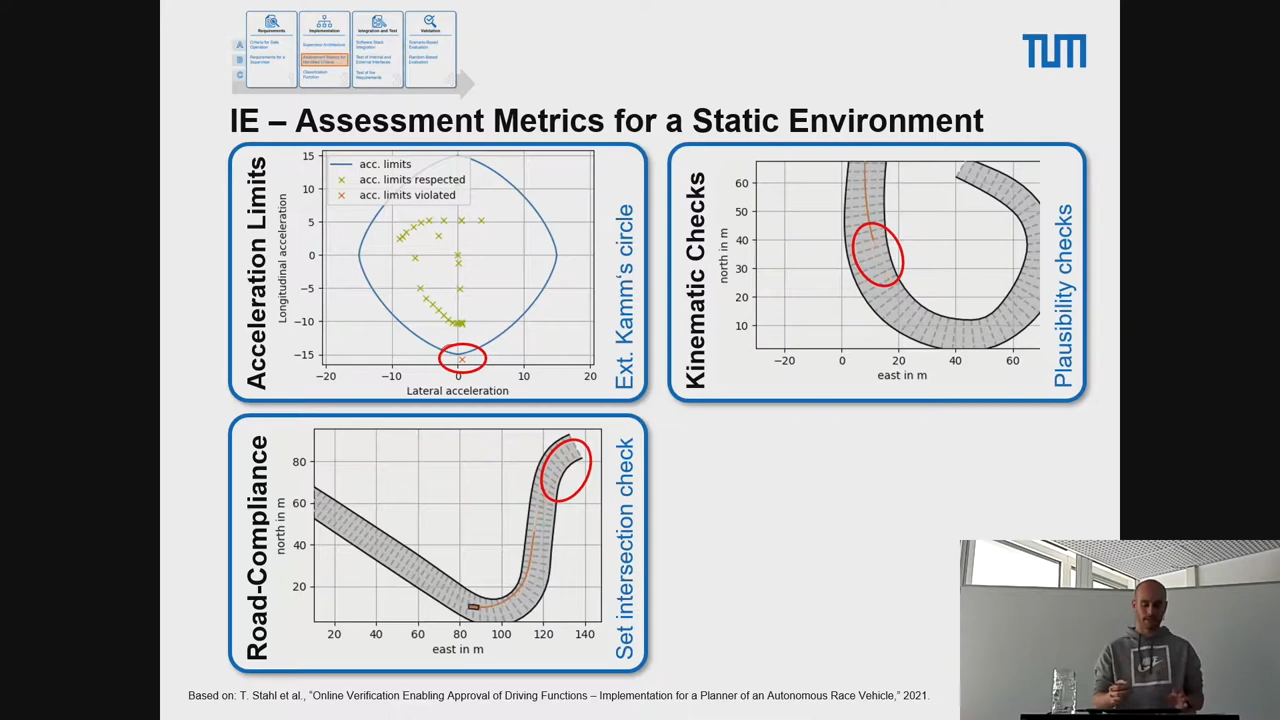 Requirements
Implementation
Integration and Test
Validation
A
B
C
Criteria for Safe
Operation
Requirements for a
Supervisor
Supervisor Architecture
Assessment Metrics for
Identified Criteria
Classification
Function
Software Stack
Integration
Test of Internal and
External Interfaces
Test of the
Requirements
Scenario-Based
Evaluation
Random-Based
Evaluation
TUM
IE – Assessment Metrics for a Static Environment
Acceleration Limits
acc. limits
acc. limits respected
acc. limits violated
Longitudinal acceleration
15
10
5
0
−5
−10
−15
−20
−10
0
10
20
Lateral acceleration
Ext. Kamm's circle
Kinematic Checks
north in m
60
50
40
30
20
10
−20
0
20
40
60
east in m
Plausibility checks
Road-Compliance
north in m
80
60
40
20
20
40
60
80
100
120
140
east in m
Set intersection check
Based on: T. Stahl et al., "Online Verification Enabling Approval of Driving Functions – Implementation for a Planner of an Autonomous Race Vehicle," 2021.